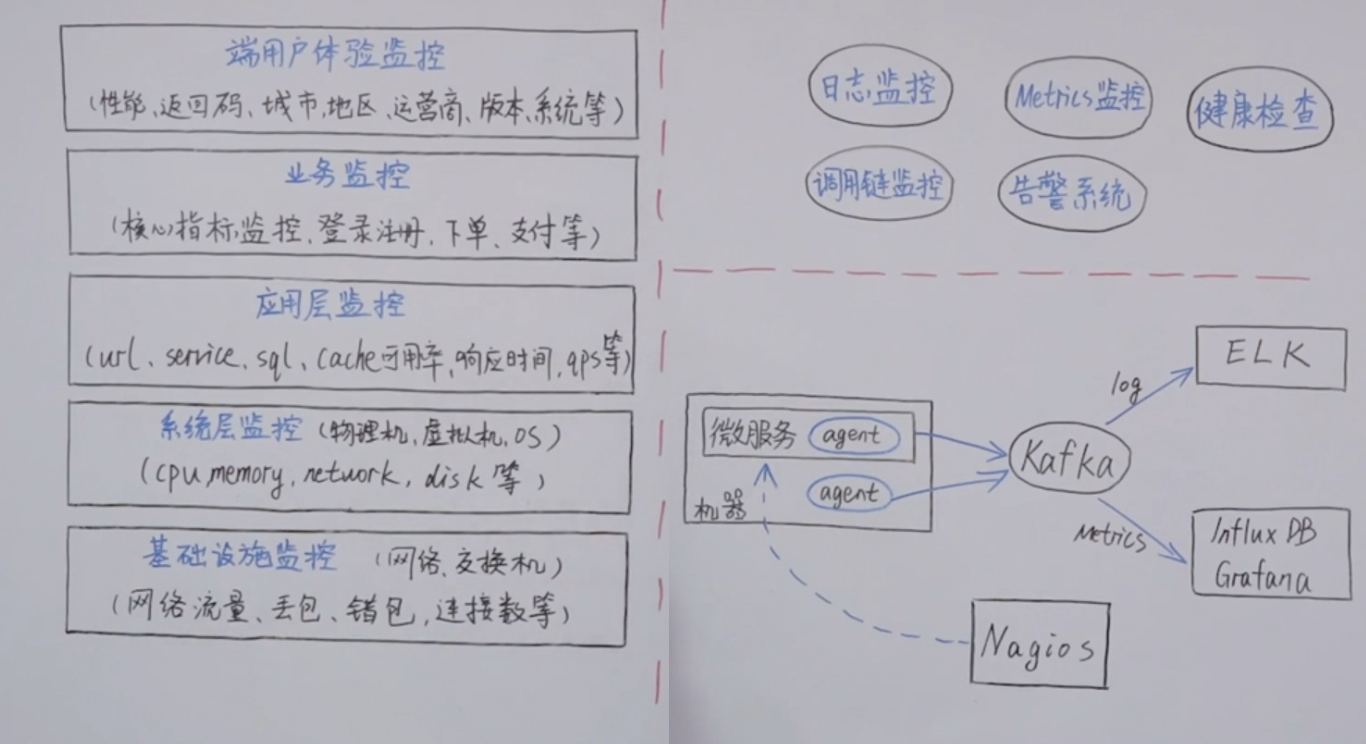 端用户体验监控
(性能、返回码、城市,地区、运营商、版本、系统等)
业务监控
(核心指标监控、登录注册、下单、支付等)
应用层监控
(url、service、sql、cache可用率,响应时间,qps等)
系统层监控 (物理机,虚拟机,OS)
(cpu,memory,network,disk等)
基础设施监控 (网络、交换机)
(网络流量、丢包、错包,连接数等)
日志监控
Metrics监控
健康检查
调用链监控
告警系统
微服务 agent
agent
机器
Kafka
log
ELK
Metrics
Influx DB
Grafana
Nagios